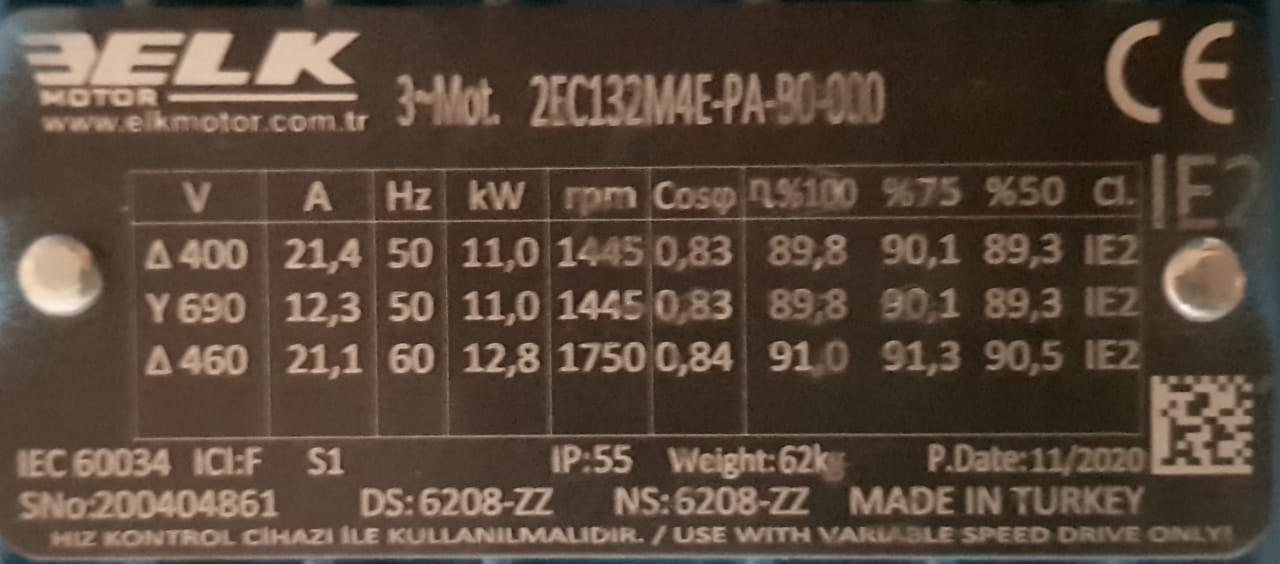 ELK
MOTOR
www.elkmotor.com.tr
3~Mot. 2EC132M4E-PA-B0-000
CE
IE2
V A Hz kW rpm Cosφ η%100 %75 %50 Cl.
Δ 400 21,4 50 11,0 1445 0,83 89,8 90,1 89,3 IE2
Y 690 12,3 50 11,0 1445 0,83 89,8 90,1 89,3 IE2
Δ 460 21,1 60 12,8 1750 0,84 91,0 91,3 90,5 IE2
IEC 60034 ICl:F S1 IP:55 Weight:62kg P.Date:11/2020
SNo:200404861 DS: 6208-ZZ NS: 6208-ZZ MADE IN TURKEY
HIZ KONTROL CİHAZI İLE KULLANILMALIDIR. / USE WITH VARIABLE SPEED DRIVE ONLY!